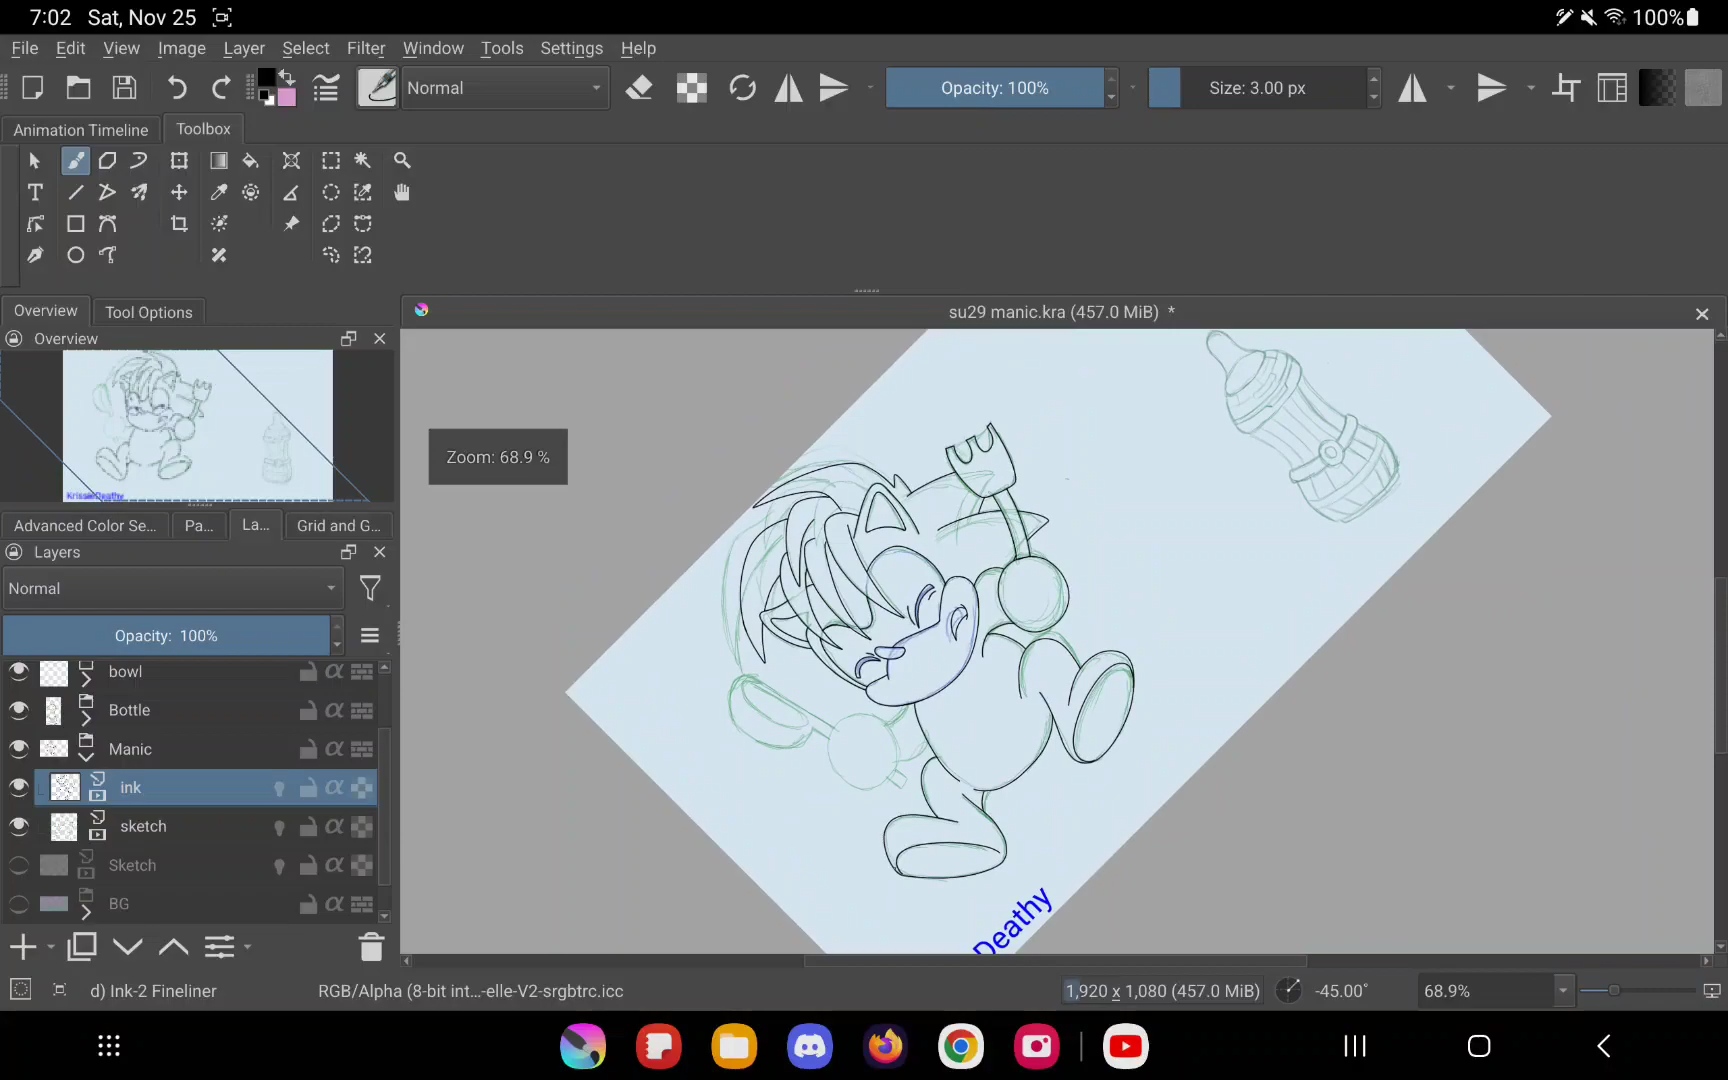 7:02 Sat, Nov 25 100%
File Edit View Image Layer Select Filter Window Tools Settings Help
Normal Opacity: 100% Size: 3.00 px
Animation Timeline Toolbox
Overview Tool Options
su29 manic.kra (457.0 MiB) *
Overview
Zoom: 68.9 %
Advanced Color Se... Pa... La... Grid and G...
Layers
Normal
Opacity: 100%
bowl
Bottle
Manic
ink
sketch
Sketch
BG
Deathy
d) Ink-2 Fineliner RGB/Alpha (8-bit int...-elle-V2-srgbtrc.icc 1,920 x 1,080 (457.0 MiB) -45.00° 68.9%